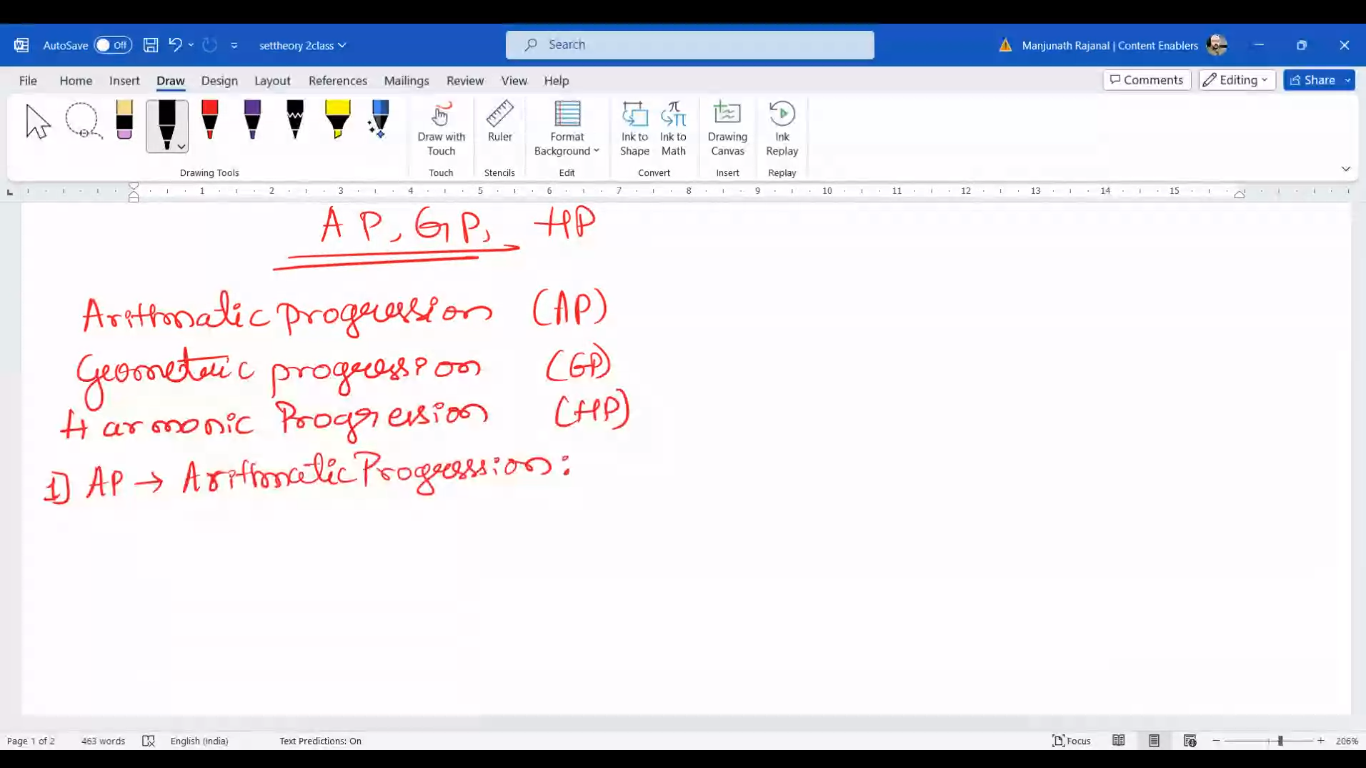 AutoSave Off settheory 2class Search Manjunath Rajanal | Content Enablers
File Home Insert Draw Design Layout References Mailings Review View Help Comments Editing Share
Draw with Touch Ruler Format Background Ink to Shape Ink to Math Drawing Canvas Ink Replay
Drawing Tools Touch Stencils Edit Convert Insert Replay
1 2 3 4 5 6 7 8 9 10 11 12 13 14 15
AP, GP, HP
Arithmatic progression (AP)
Geometric progression (GP)
Harmonic Progression (HP)
1] AP → Arithmatic Progression:
Page 1 of 2 463 words English (India) Text Predictions: On Focus 206%